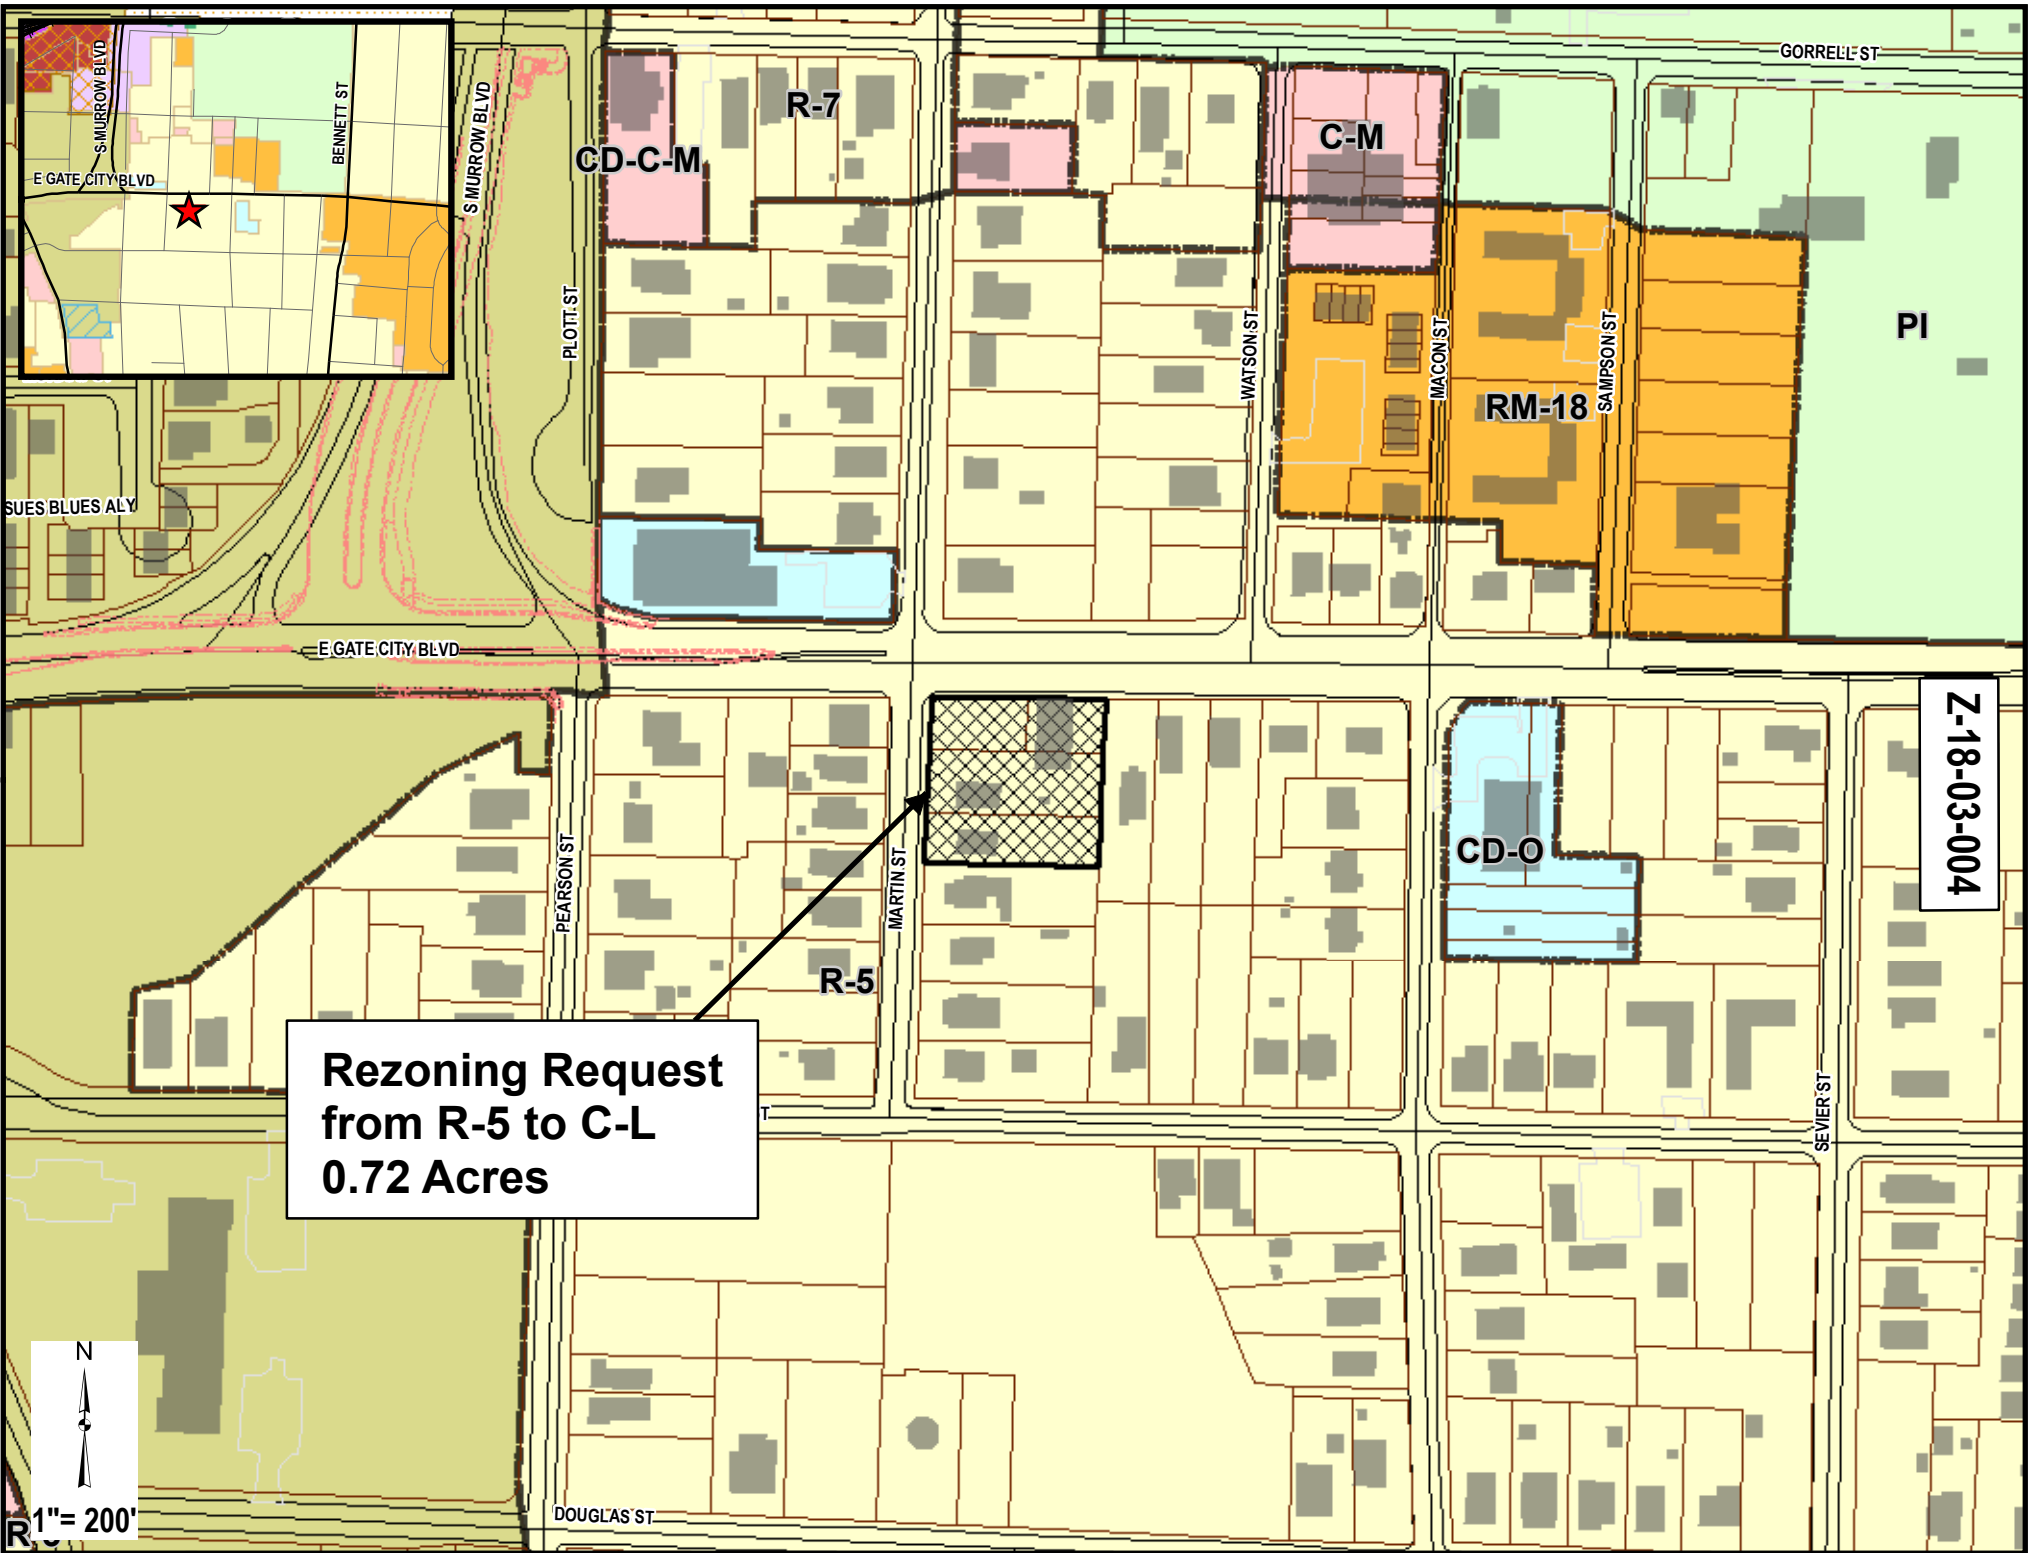 S MURROW BLVD
BENNETT ST
E GATE CITY BLVD
S MURROW BLVD
GORRELL ST
R-7
CD-C-M
C-M
PLOTT ST
WATSON ST
MACON ST
SAMPSON ST
PI
RM-18
SUES BLUES ALY
E GATE CITY BLVD
Z-18-03-004
PEARSON ST
MARTIN ST
CD-O
R-5
Rezoning Request
from R-5 to C-L
0.72 Acres
T
SEVIER ST
N
1"= 200'
DOUGLAS ST